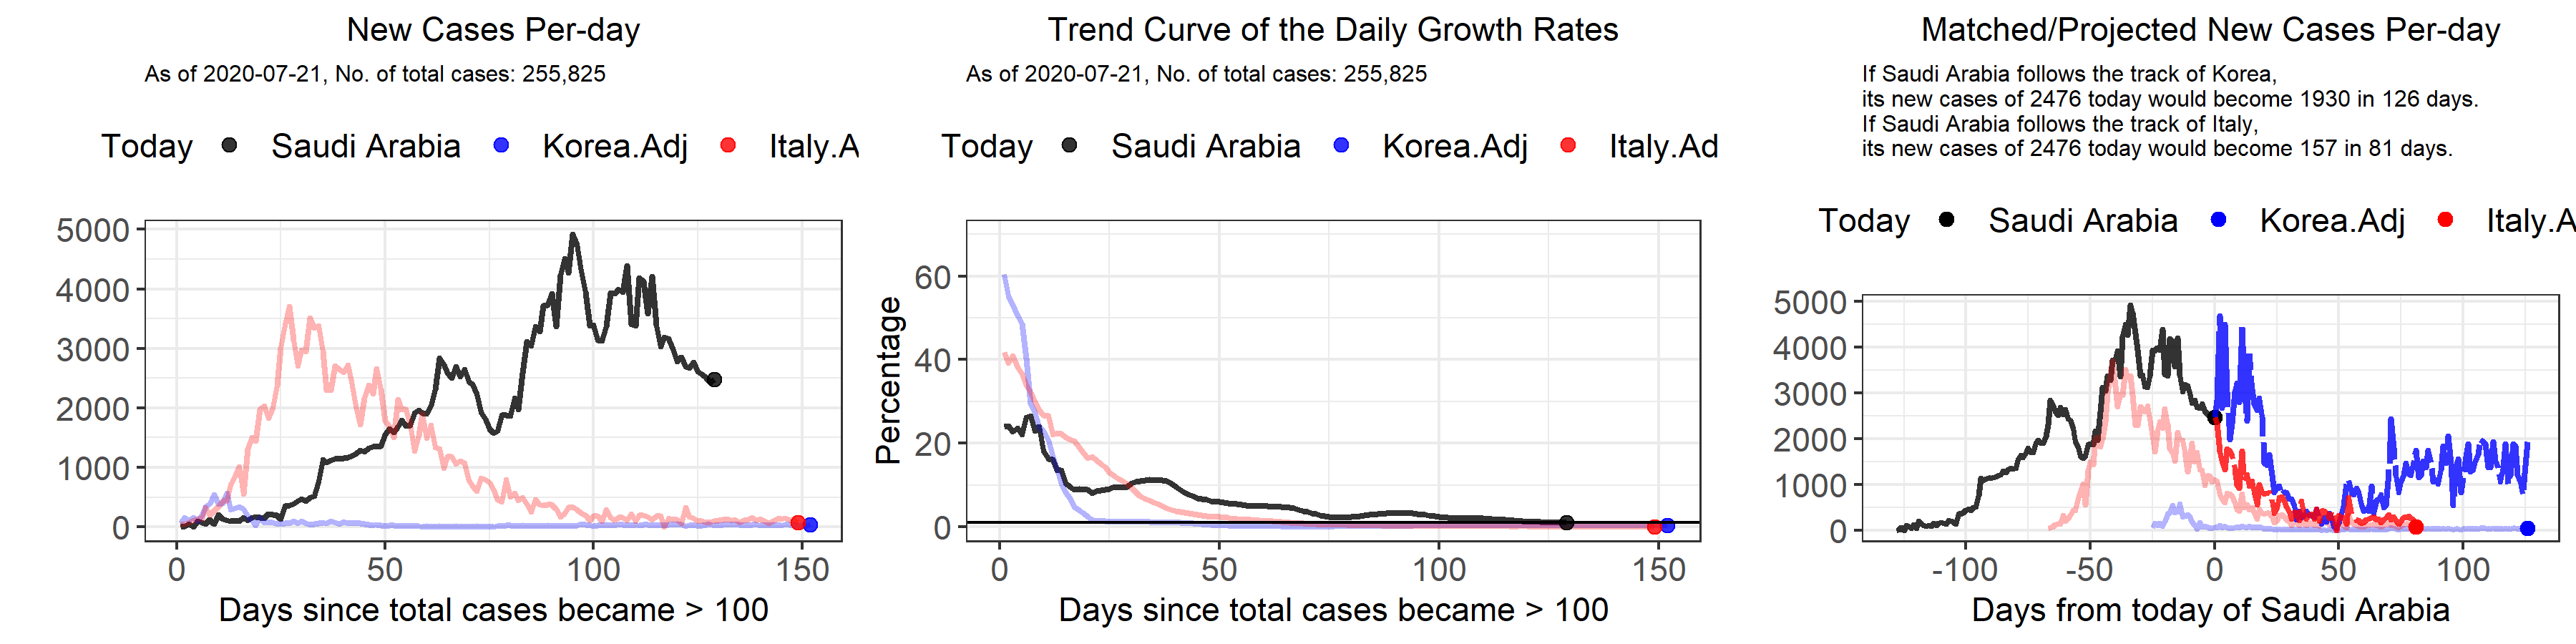 New Cases Per-day
As of 2020-07-21, No. of total cases: 255,825
Today Saudi Arabia Korea.Adj Italy.A
5000
4000
3000
2000
1000
0
0 50 100 150
Days since total cases became > 100
Trend Curve of the Daily Growth Rates
As of 2020-07-21, No. of total cases: 255,825
Today Saudi Arabia Korea.Adj Italy.Ad
Percentage
60
40
20
0
0 50 100 150
Days since total cases became > 100
Matched/Projected New Cases Per-day
If Saudi Arabia follows the track of Korea,
its new cases of 2476 today would become 1930 in 126 days.
If Saudi Arabia follows the track of Italy,
its new cases of 2476 today would become 157 in 81 days.
Today Saudi Arabia Korea.Adj Italy.A
5000
4000
3000
2000
1000
0
-100 -50 0 50 100
Days from today of Saudi Arabia